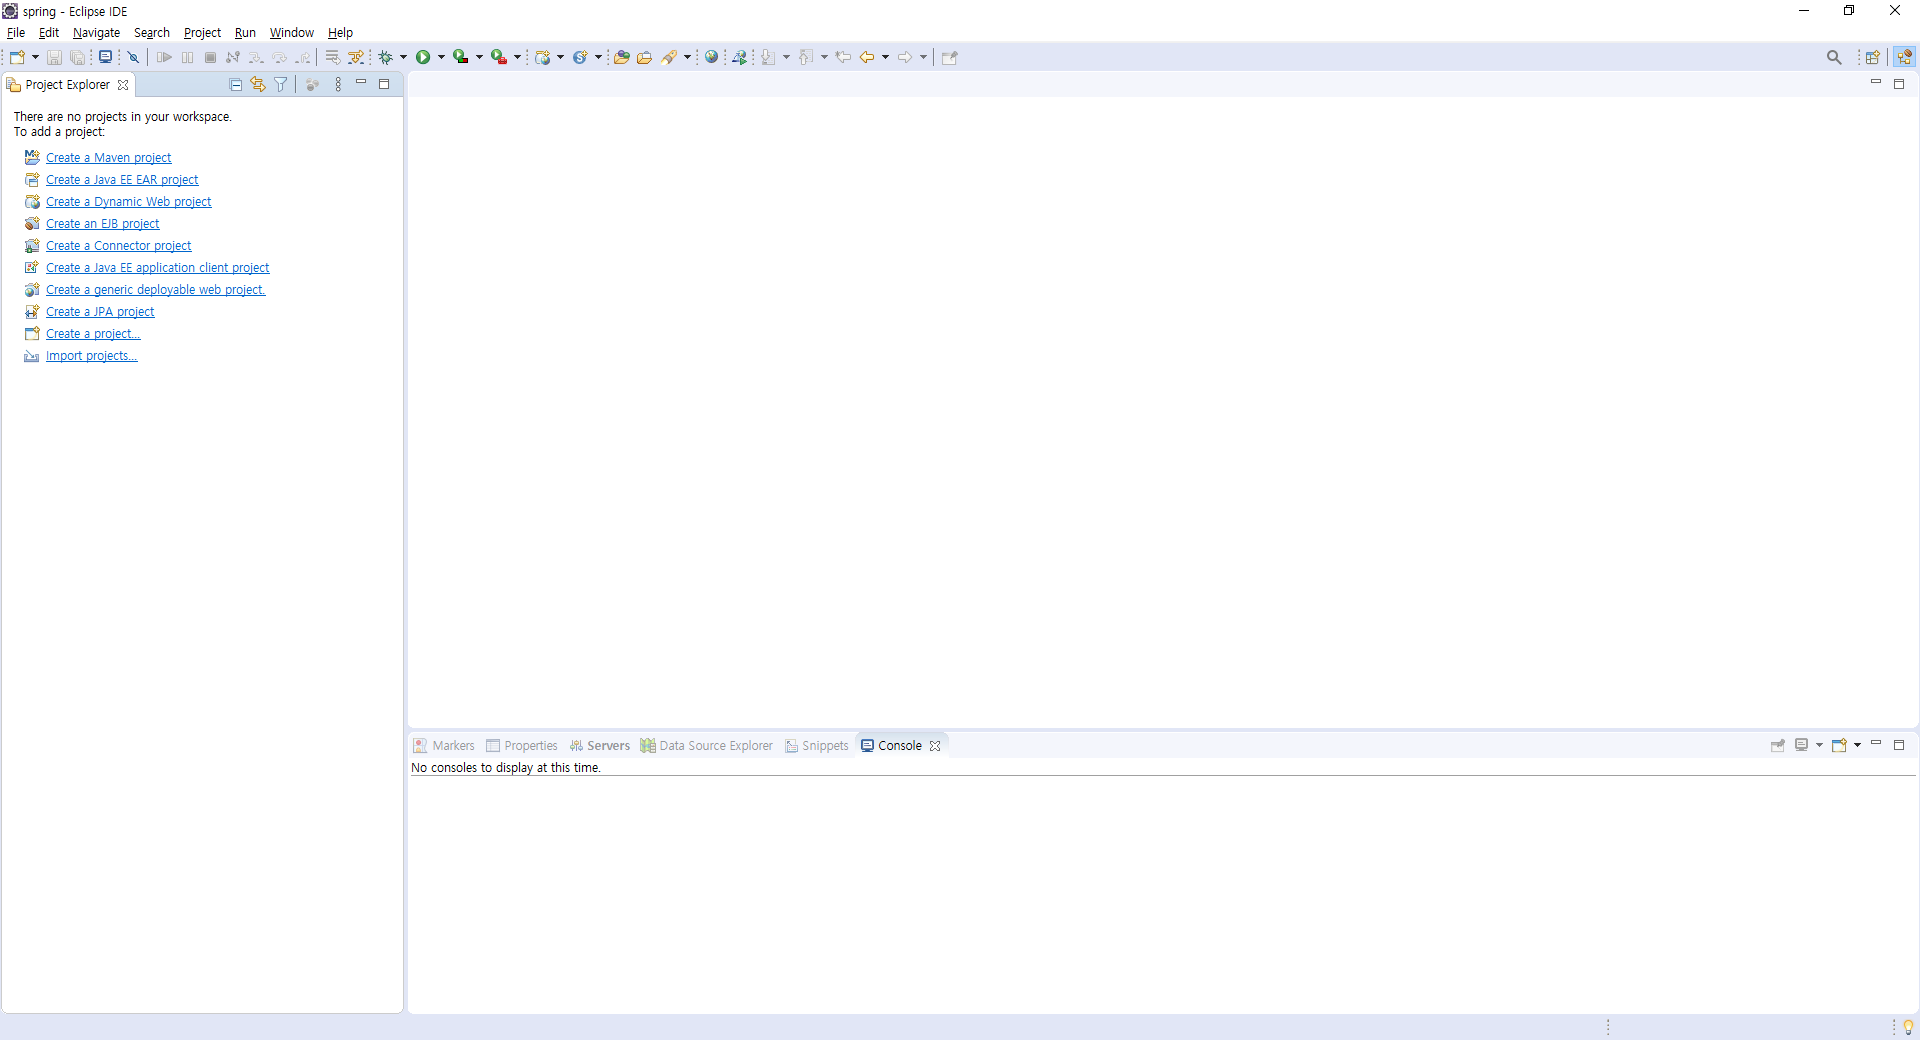 spring - Eclipse IDE
File Edit Navigate Search Project Run Window Help
Project Explorer
There are no projects in your workspace.
To add a project:
Create a Maven project
Create a Java EE EAR project
Create a Dynamic Web project
Create an EJB project
Create a Connector project
Create a Java EE application client project
Create a generic deployable web project.
Create a JPA project
Create a project...
Import projects...
Markers Properties Servers Data Source Explorer Snippets Console
No consoles to display at this time.